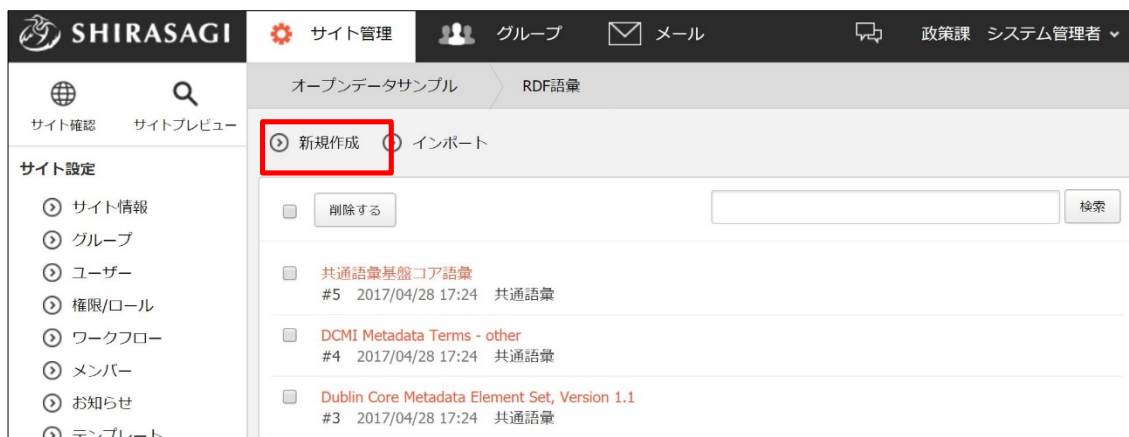 SHIRASAGI サイト管理 グループ メール 政策課 システム管理者
サイト確認 サイトプレビュー
オープンデータサンプル RDF語彙
新規作成 インポート
サイト設定
サイト情報
グループ
ユーザー
権限/ロール
ワークフロー
メンバー
お知らせ
テンプレート
削除する 検索
共通語彙基盤コア語彙
#5 2017/04/28 17:24 共通語彙
DCMI Metadata Terms - other
#4 2017/04/28 17:24 共通語彙
Dublin Core Metadata Element Set, Version 1.1
#3 2017/04/28 17:24 共通語彙